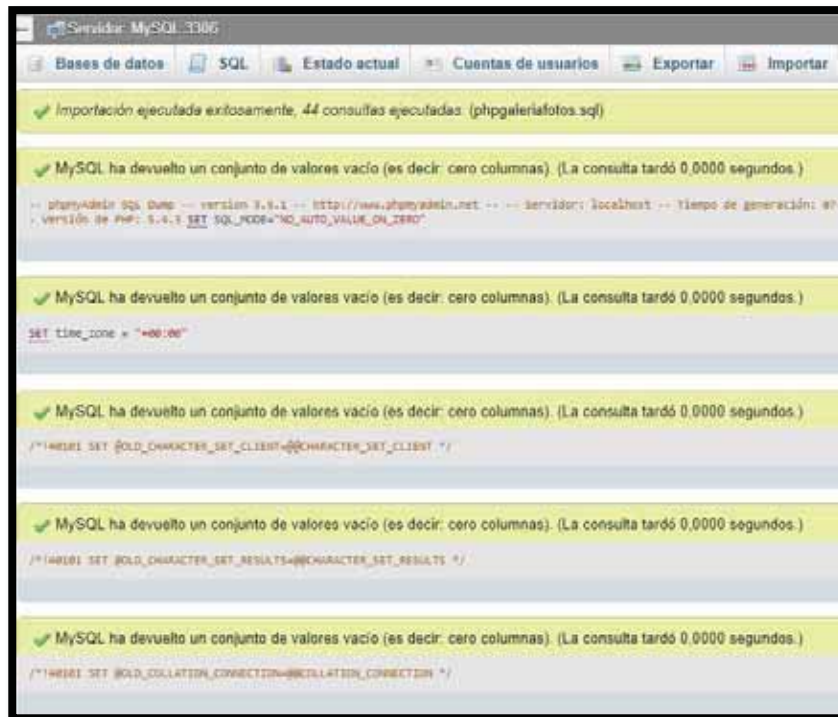 Servidor: MySQL:3306
Bases de datos SQL Estado actual Cuentas de usuarios Exportar Importar
Importación ejecutada exitosamente, 44 consultas ejecutadas. (phpgaleriafotos.sql)
MySQL ha devuelto un conjunto de valores vacío (es decir: cero columnas). (La consulta tardó 0,0000 segundos.)
-- phpMyAdmin SQL Dump -- version 3.5.1 -- http://www.phpmyadmin.net -- -- Servidor: localhost -- Tiempo de generación: 07
- Versión de PHP: 5.4.3 SET SQL_MODE="NO_AUTO_VALUE_ON_ZERO"
MySQL ha devuelto un conjunto de valores vacío (es decir: cero columnas). (La consulta tardó 0,0000 segundos.)
SET time_zone = "+00:00"
MySQL ha devuelto un conjunto de valores vacío (es decir: cero columnas). (La consulta tardó 0,0000 segundos.)
/*!40101 SET @OLD_CHARACTER_SET_CLIENT=@@CHARACTER_SET_CLIENT */
MySQL ha devuelto un conjunto de valores vacío (es decir: cero columnas). (La consulta tardó 0,0000 segundos.)
/*!40101 SET @OLD_CHARACTER_SET_RESULTS=@@CHARACTER_SET_RESULTS */
MySQL ha devuelto un conjunto de valores vacío (es decir: cero columnas). (La consulta tardó 0,0000 segundos.)
/*!40101 SET @OLD_COLLATION_CONNECTION=@@COLLATION_CONNECTION */